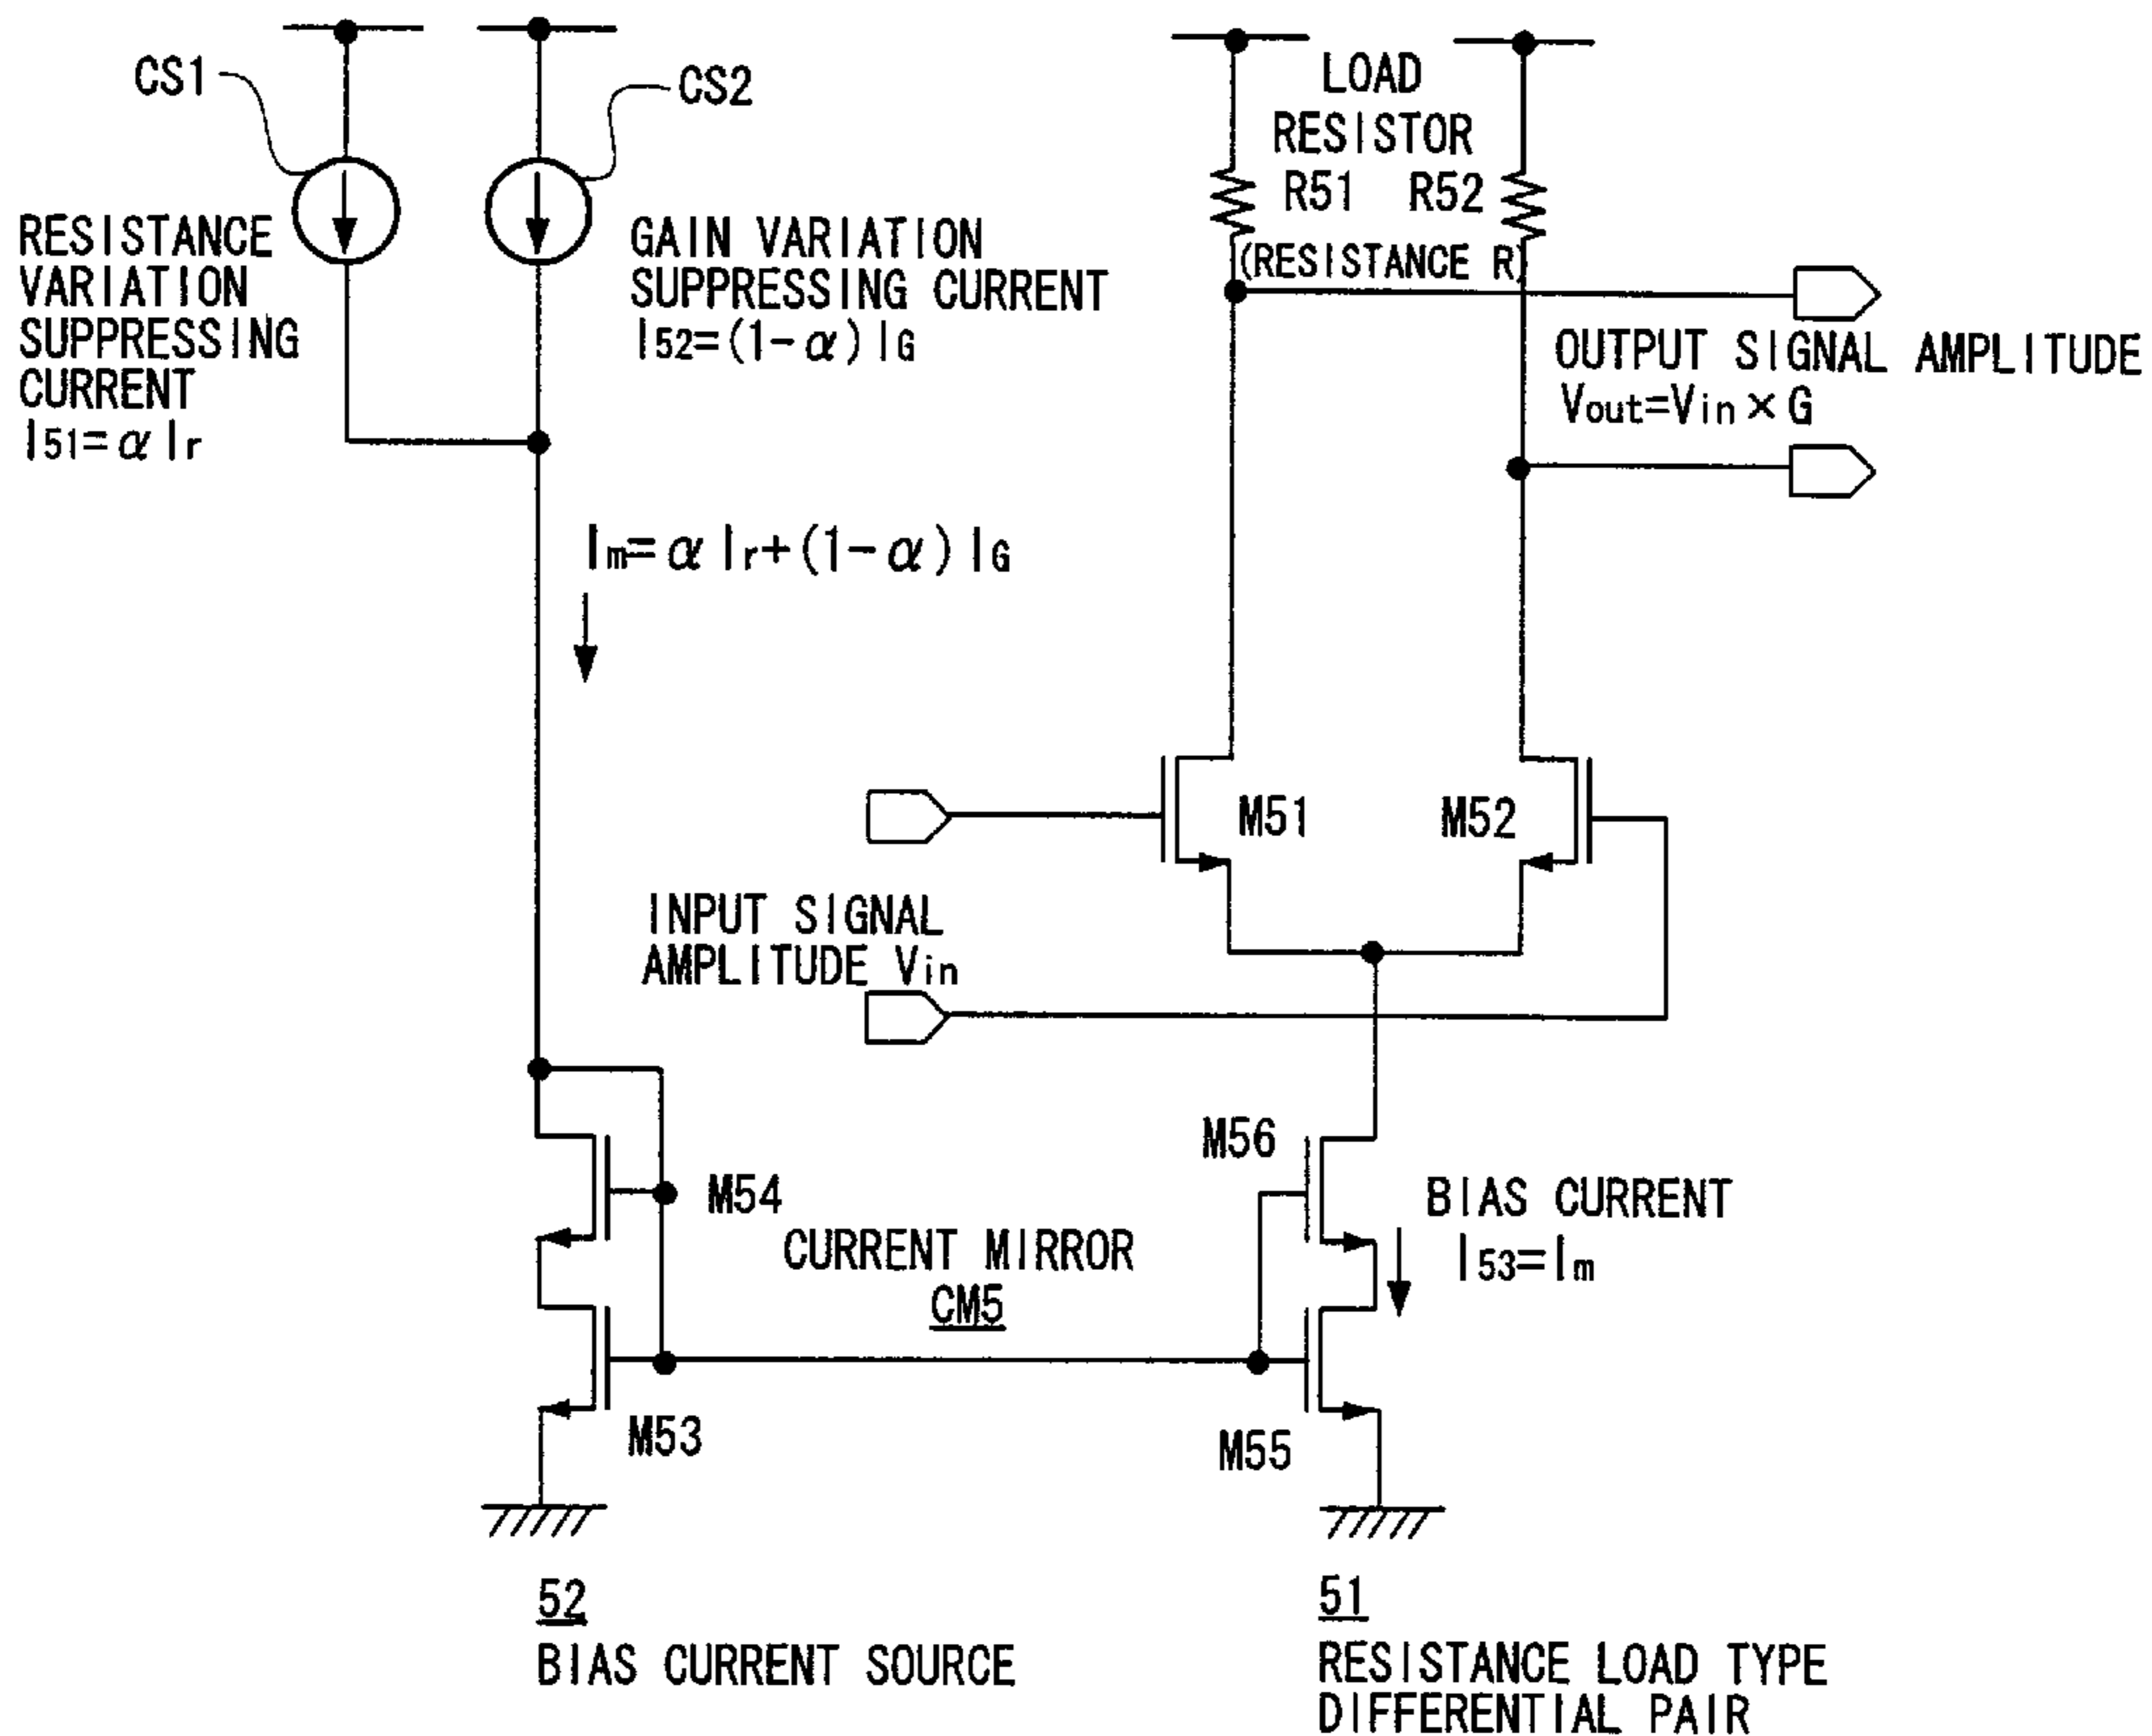 CS1
CS2
LOAD
RESISTOR
R51
R52
(RESISTANCE R)
RESISTANCE
VARIATION
SUPPRESSING
CURRENT
I51=αIr
GAIN VARIATION
SUPPRESSING CURRENT
I52=(1-α)IG
OUTPUT SIGNAL AMPLITUDE
Vout=Vin×G
Im=αIr+(1-α)IG
M51
M52
INPUT SIGNAL
AMPLITUDE Vin
M54
M56
BIAS CURRENT
I53=Im
CURRENT MIRROR
CM5
M53
M55
52
BIAS CURRENT SOURCE
51
RESISTANCE LOAD TYPE
DIFFERENTIAL PAIR